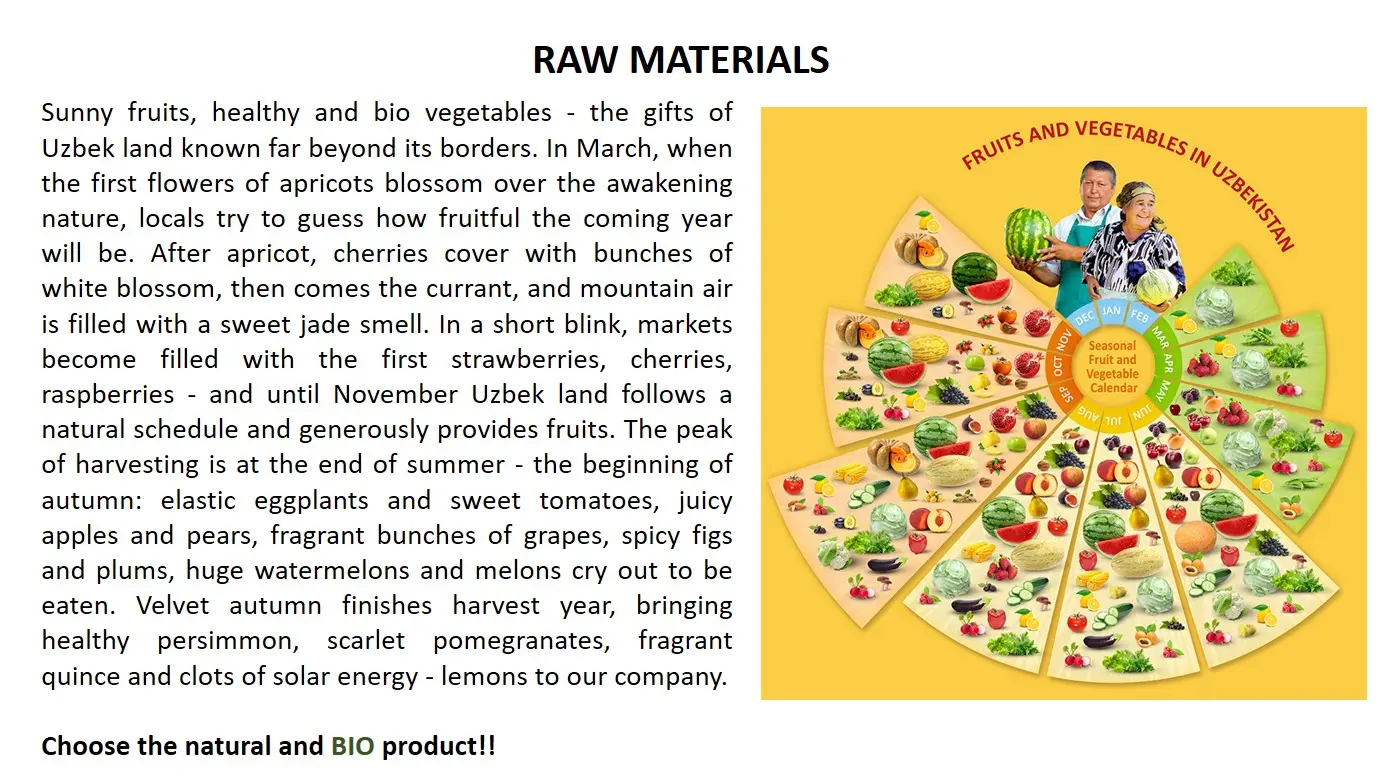 RAW MATERIALS
Sunny fruits, healthy and bio vegetables - the gifts of
Uzbek land known far beyond its borders. In March, when
the first flowers of apricots blossom over the awakening
nature, locals try to guess how fruitful the coming year
will be. After apricot, cherries cover with bunches of
white blossom, then comes the currant, and mountain air
is filled with a sweet jade smell. In a short blink, markets
become filled with the first strawberries, cherries,
raspberries - and until November Uzbek land follows a
natural schedule and generously provides fruits. The peak
of harvesting is at the end of summer - the beginning of
autumn: elastic eggplants and sweet tomatoes, juicy
apples and pears, fragrant bunches of grapes, spicy figs
and plums, huge watermelons and melons cry out to be
eaten. Velvet autumn finishes harvest year, bringing
healthy persimmon, scarlet pomegranates, fragrant
quince and clots of solar energy - lemons to our company.
Choose the natural and BIO product!!
FRUITS AND VEGETABLES IN UZBEKISTAN
DEC
JAN
FEB
MAR
APR
MAY
JUN
JUL
AUG
SEP
OCT
NOV
Seasonal
Fruit and
Vegetable
Calendar